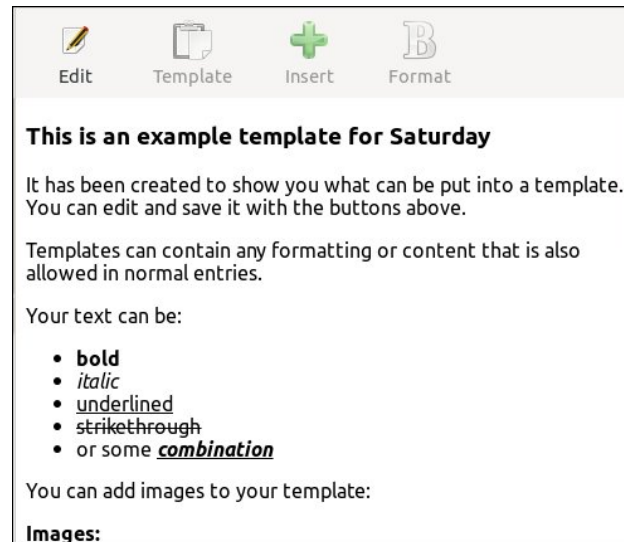 Edit Template Insert Format
This is an example template for Saturday
It has been created to show you what can be put into a template.
You can edit and save it with the buttons above.
Templates can contain any formatting or content that is also
allowed in normal entries.
Your text can be:
bold
italic
underlined
strikethrough
or some combination
You can add images to your template:
Images: